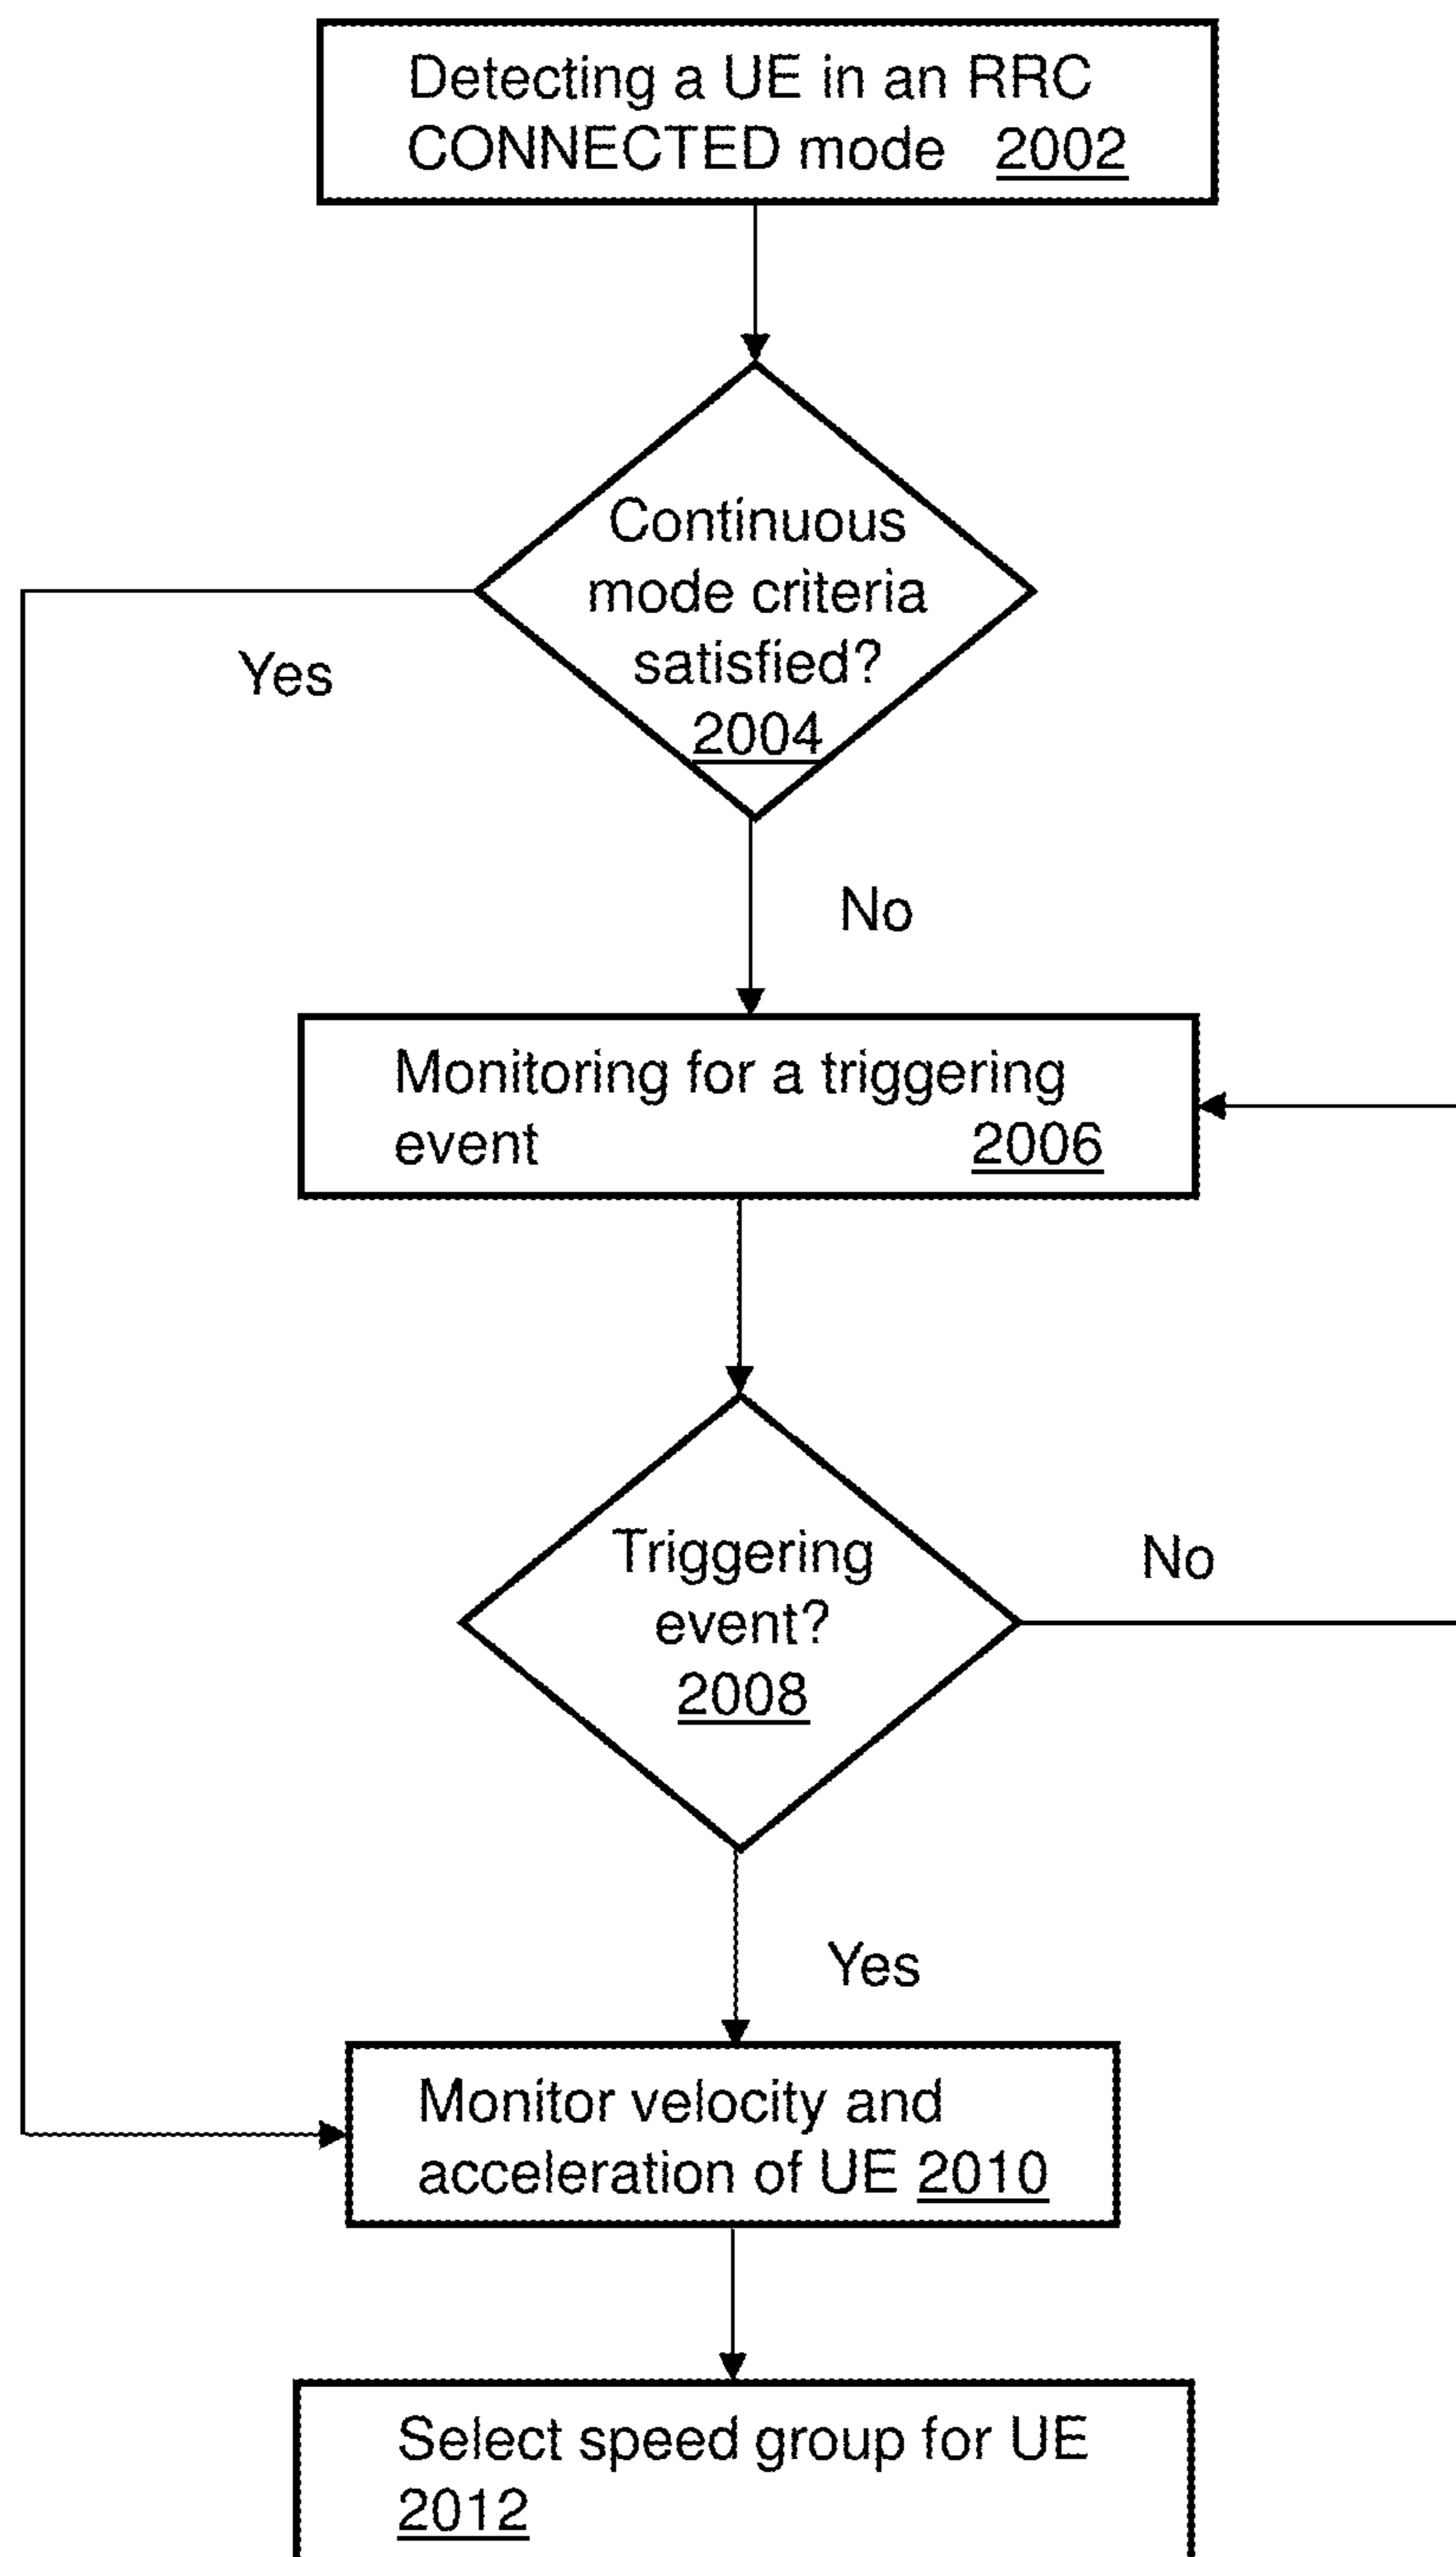 Detecting a UE in an RRC
CONNECTED mode 2002
Continuous
mode criteria
satisfied?
2004
Yes
No
Monitoring for a triggering
event 2006
Triggering
event?
2008
No
Yes
Monitor velocity and
acceleration of UE 2010
Select speed group for UE
2012